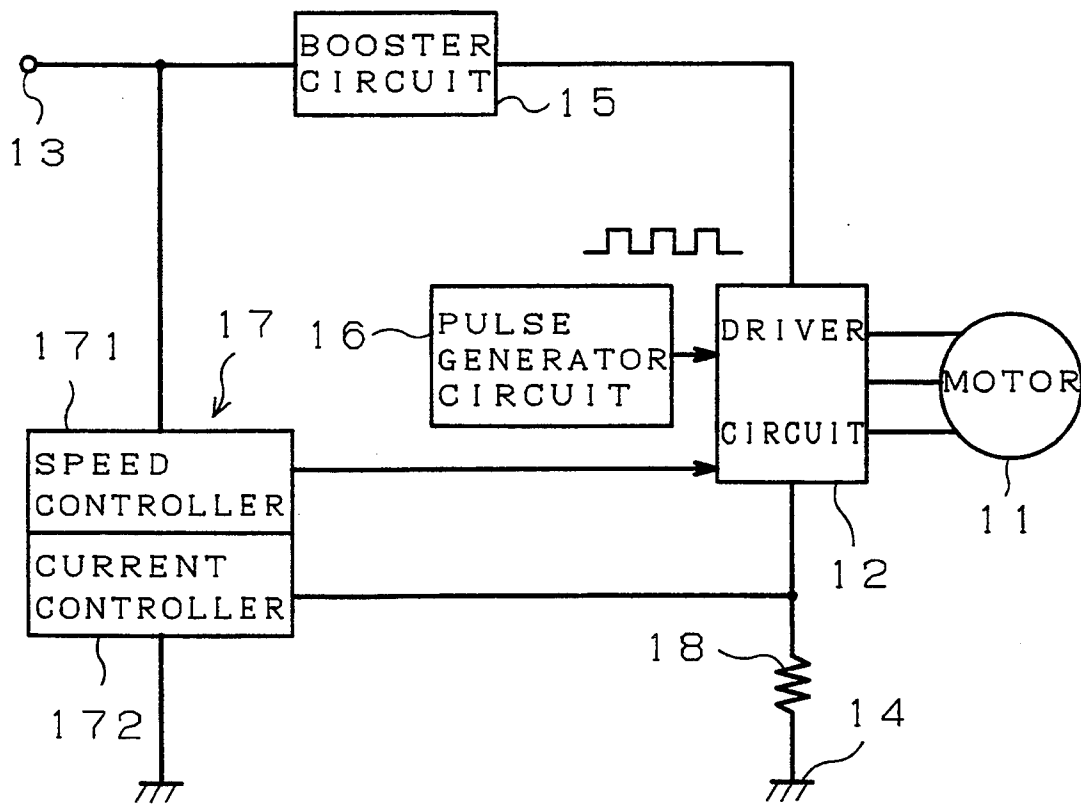 BOOSTER
CIRCUIT
15
13
PULSE
GENERATOR
CIRCUIT
16
DRIVER
CIRCUIT
MOTOR
171
17
SPEED
CONTROLLER
11
12
CURRENT
CONTROLLER
18
172
14